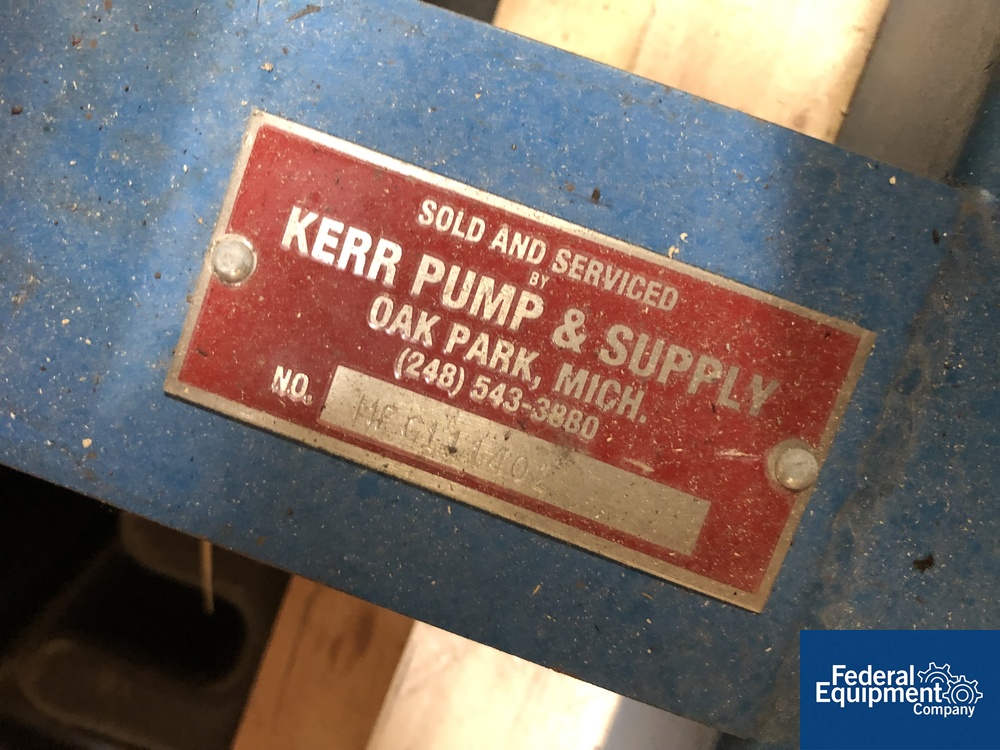 SOLD AND SERVICED
BY
KERR PUMP & SUPPLY
OAK PARK, MICH.
(248) 543-3880
NO.
Federal
Equipment
Company